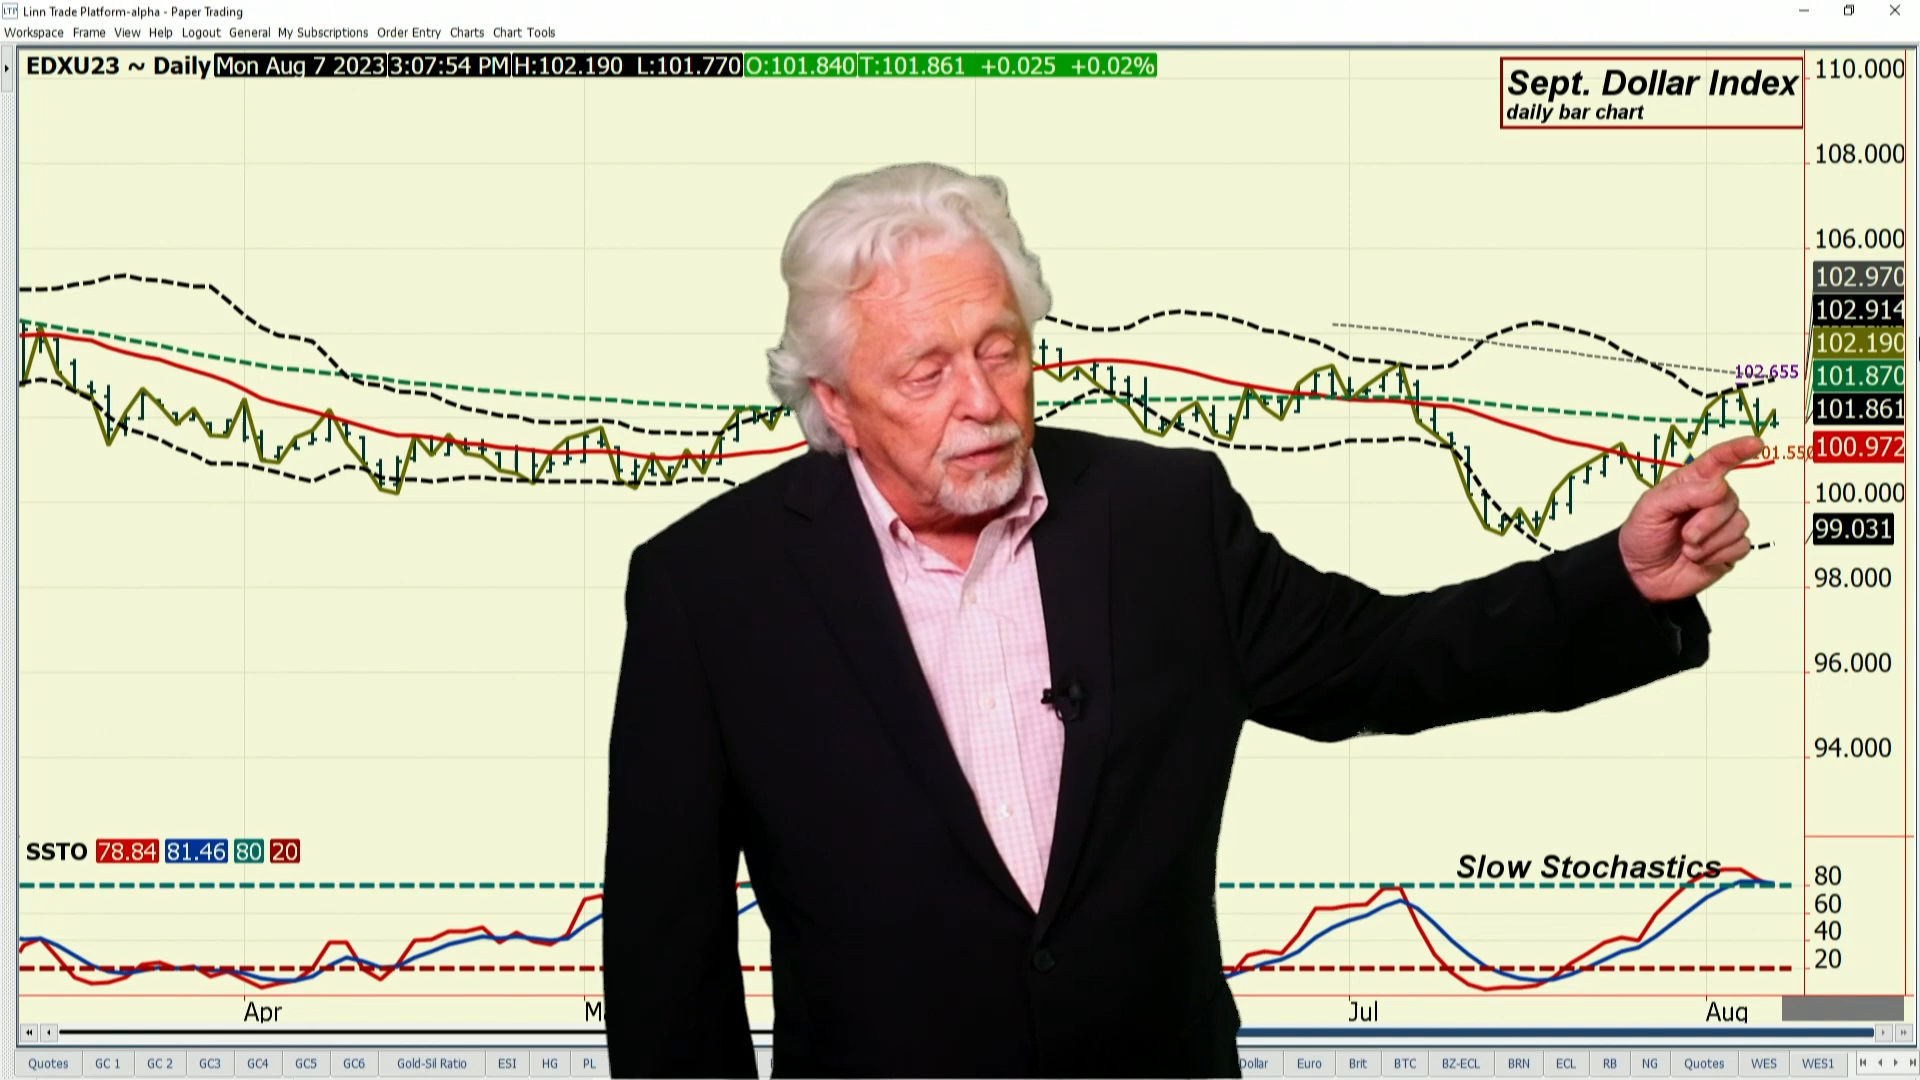 LTP Linn Trade Platform-alpha - Paper Trading
Workspace Frame View Help Logout General My Subscriptions Order Entry Charts Chart Tools
EDXU23 ~ Daily Mon Aug 7 2023 3:07:54 PM H:102.190 L:101.770 O:101.840 T:101.861 +0.025 +0.02%
Sept. Dollar Index
daily bar chart
110.000
108.000
106.000
102.970
102.914
102.190
102.655
101.870
101.861
100.972
100.000
99.031
98.000
96.000
94.000
SSTO 78.84 81.46 80 20
Slow Stochastics
80
60
40
20
Apr Jul Aug
Quotes GC 1 GC 2 GC3 GC4 GC5 GC6 Gold-Sil Ratio ESI HG PL Dollar Euro Brit BTC BZ-ECL BRN ECL RB NG Quotes WES WES1